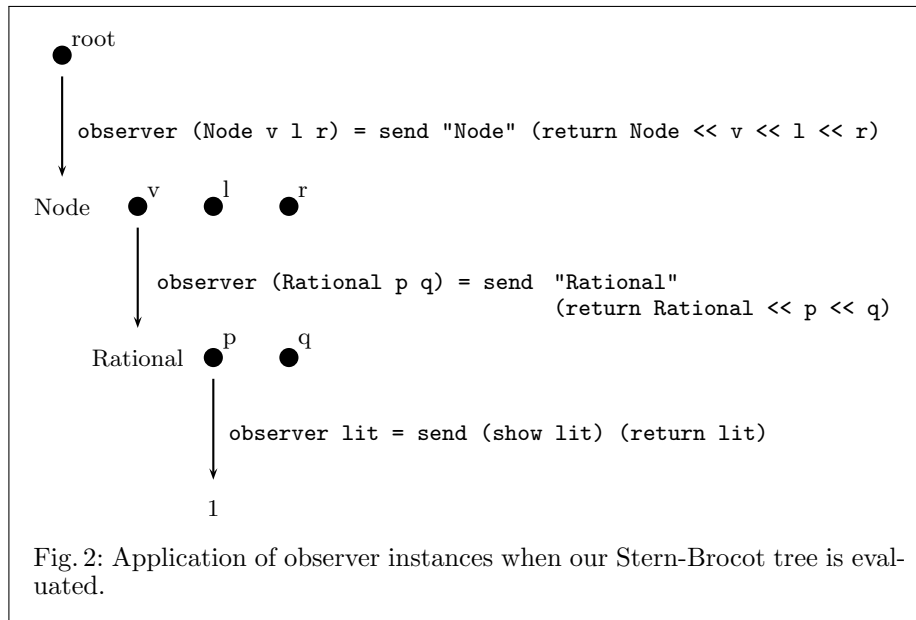 root
observer (Node v l r) = send "Node" (return Node << v << l << r)
Node v l r
observer (Rational p q) = send "Rational"
(return Rational << p << q)
Rational p q
observer lit = send (show lit) (return lit)
1
Fig. 2: Application of observer instances when our Stern-Brocot tree is eval-
uated.